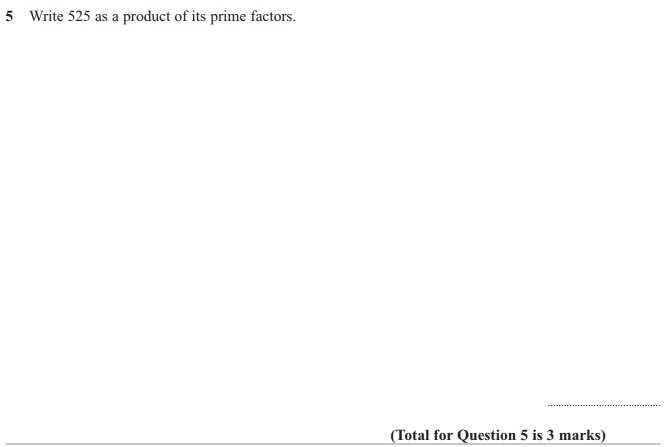 5 Write 525 as a product of its prime factors.
(Total for Question 5 is 3 marks)